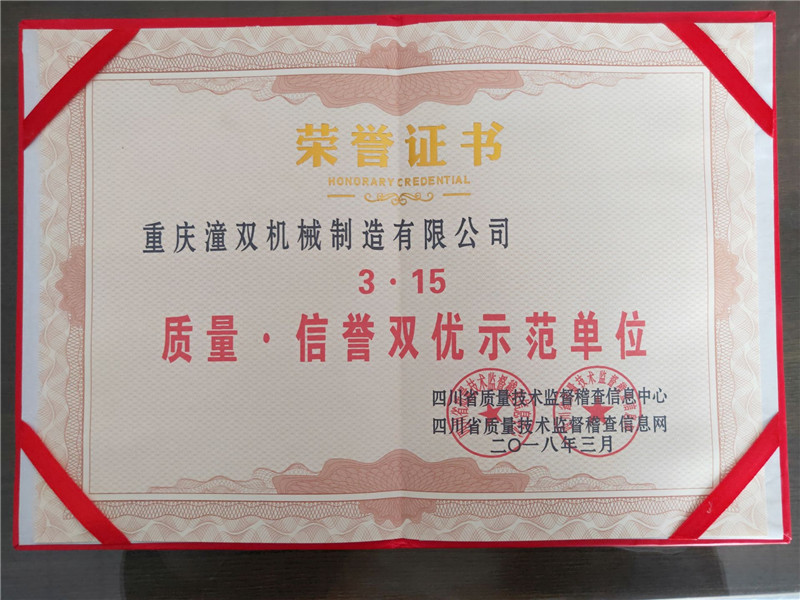 荣誉证书
HONORARY CREDENTIAL
重庆潼双机械制造有限公司
3·15
质量·信誉双优示范单位
四川省质量技术监督稽查信息中心
四川省质量技术监督稽查信息网
二〇一八年三月